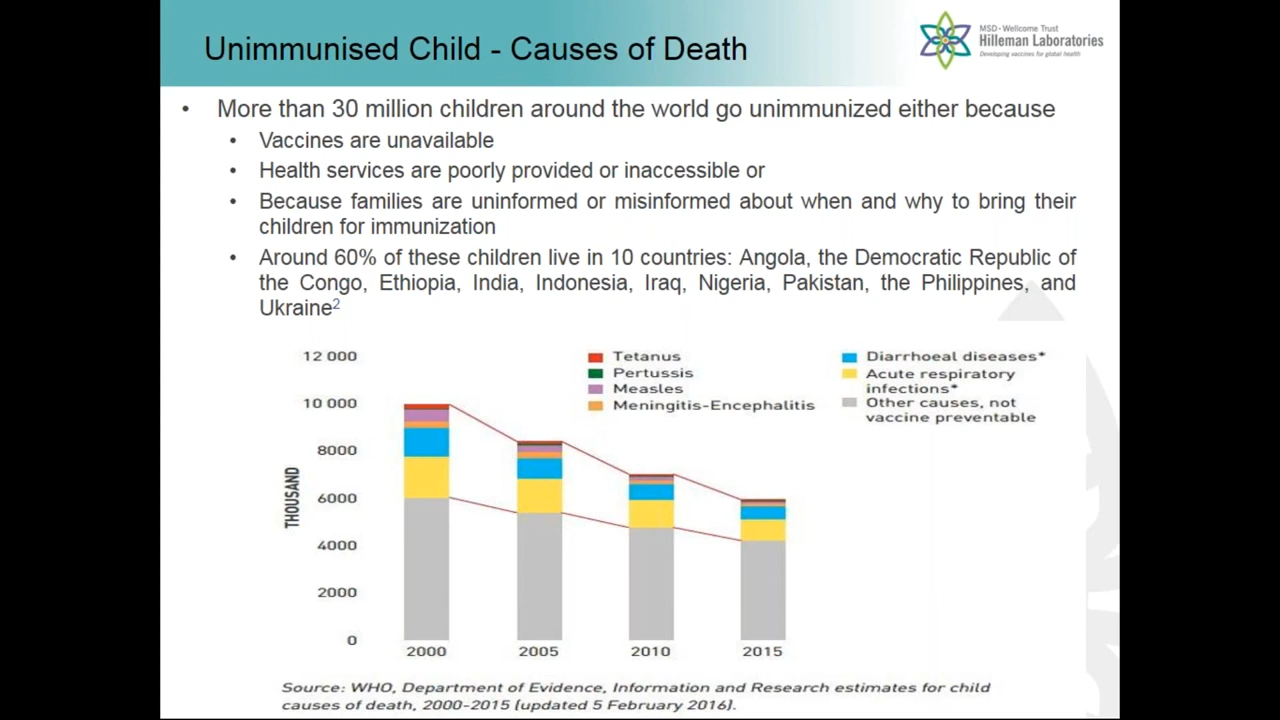 Unimmunised Child - Causes of Death
MSD - Wellcome Trust
Hilleman Laboratories
Developing vaccines for global health
• More than 30 million children around the world go unimmunized either because
• Vaccines are unavailable
• Health services are poorly provided or inaccessible or
• Because families are uninformed or misinformed about when and why to bring their
children for immunization
• Around 60% of these children live in 10 countries: Angola, the Democratic Republic of
the Congo, Ethiopia, India, Indonesia, Iraq, Nigeria, Pakistan, the Philippines, and
Ukraine2
THOUSAND
12 000
10 000
8000
6000
4000
2000
0
Tetanus
Pertussis
Measles
Meningitis-Encephalitis
Diarrhoeal diseases*
Acute respiratory
infections*
Other causes, not
vaccine preventable
2000 2005 2010 2015
Source: WHO, Department of Evidence, Information and Research estimates for child
causes of death, 2000-2015 (updated 5 February 2016).